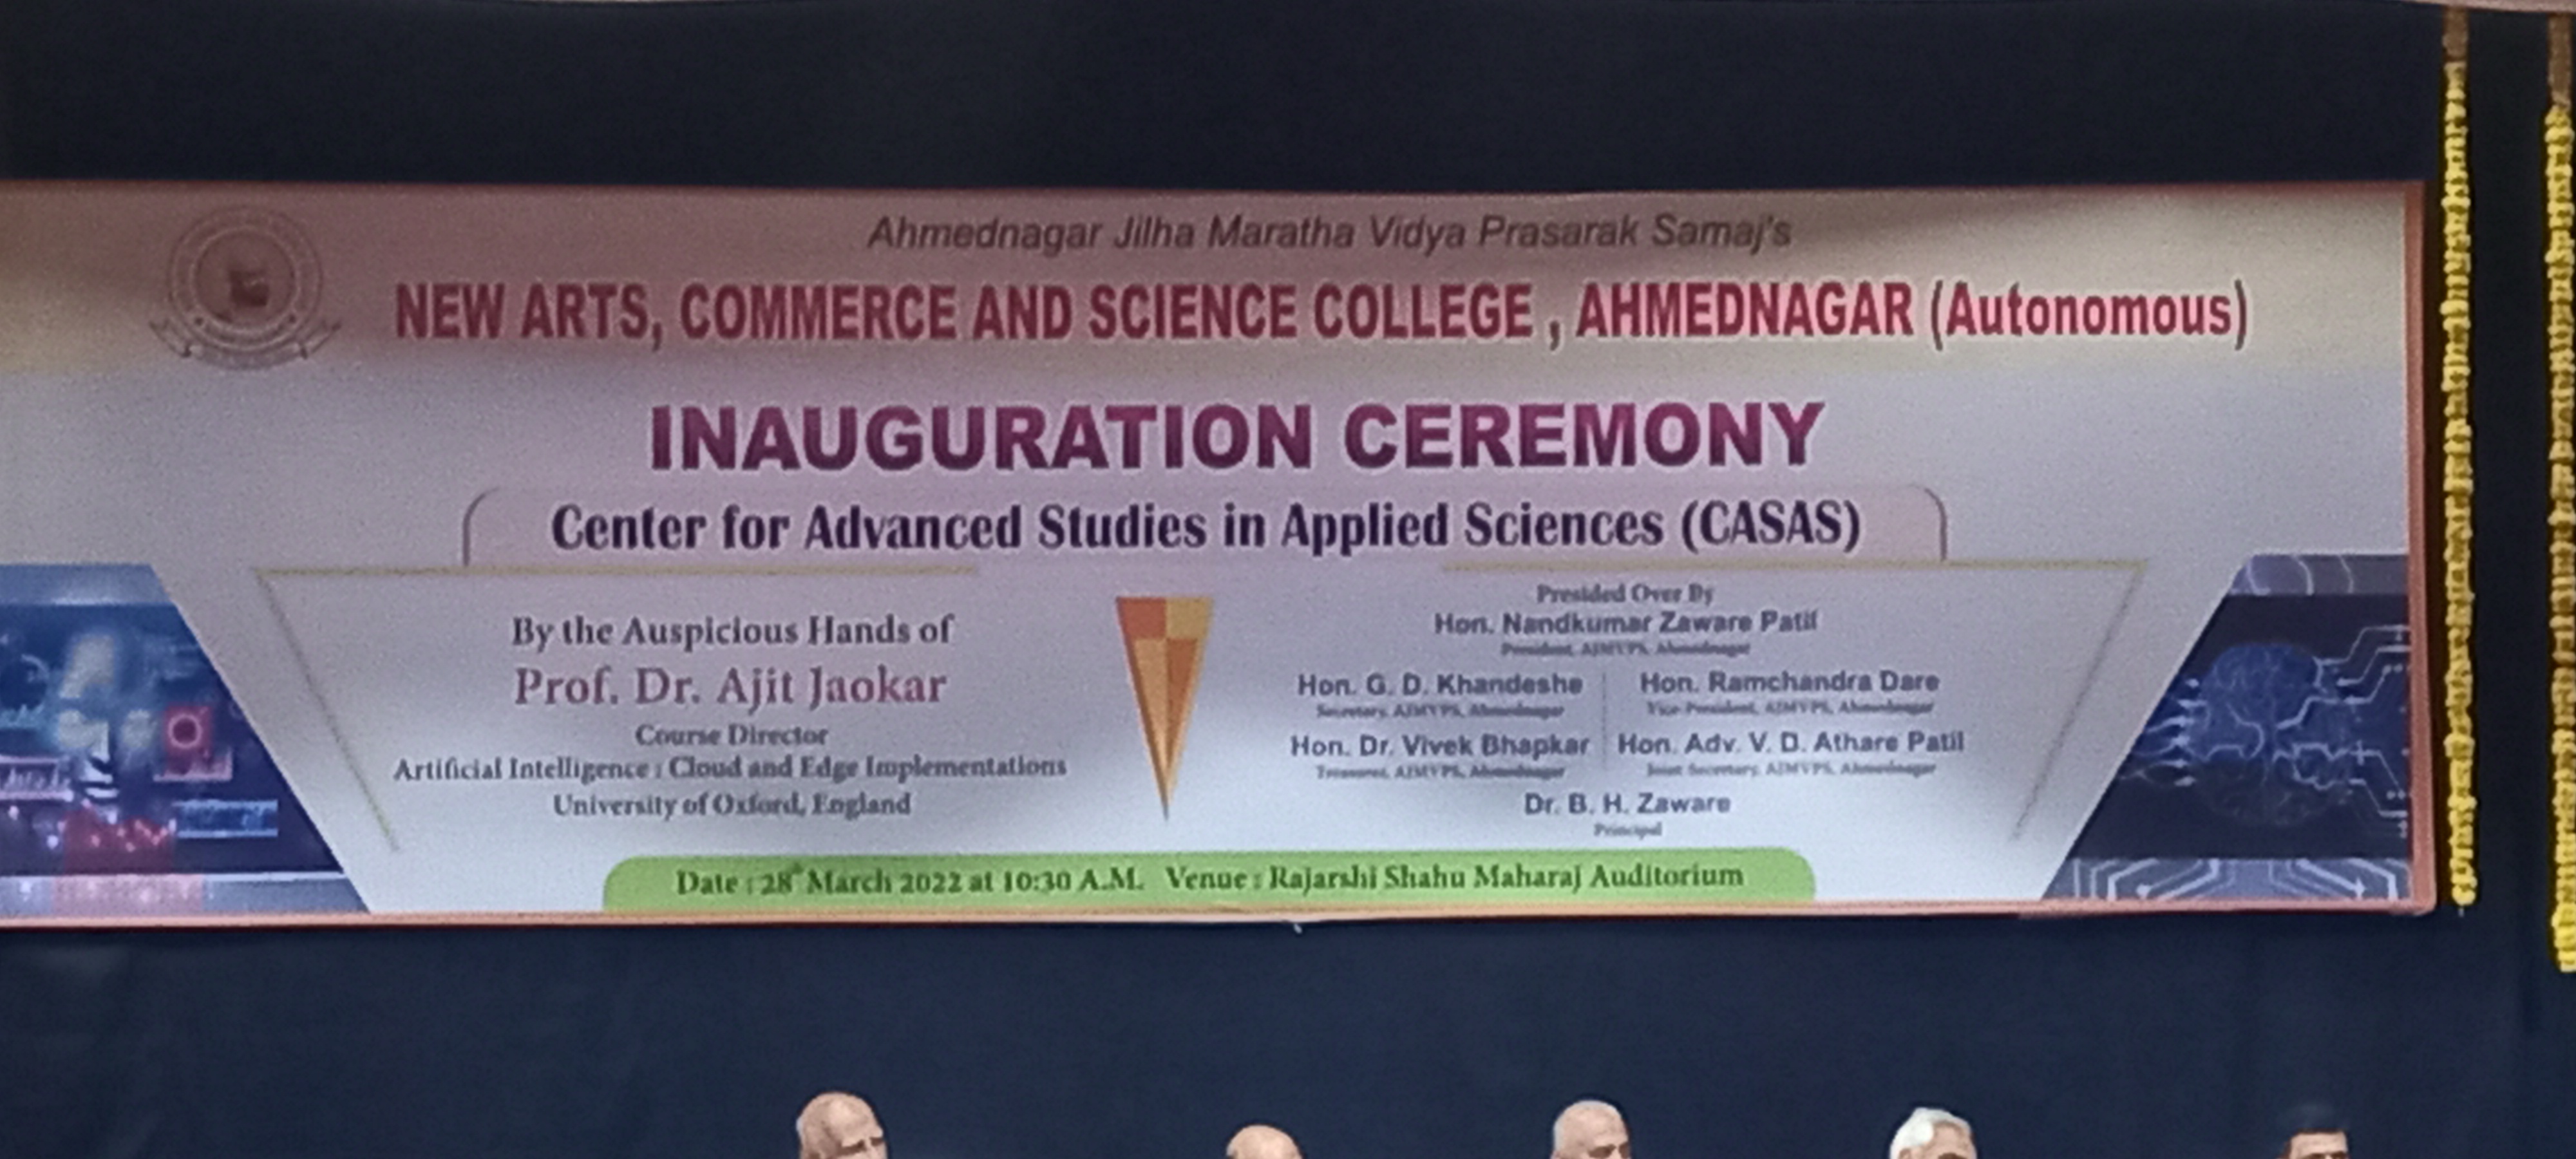 Ahmednagar Jilha Maratha Vidya Prasarak Samaj's
NEW ARTS, COMMERCE AND SCIENCE COLLEGE , AHMEDNAGAR (Autonomous)
INAUGURATION CEREMONY
Center for Advanced Studies in Applied Sciences (CASAS)
By the Auspicious Hands of
Prof. Dr. Ajit Jaokar
Course Director
Artificial Intelligence : Cloud and Edge Implementations
University of Oxford, England
Presided Over By
Hon. Nandkumar Zaware Patil
President, AJMVPS, Ahmednagar
Hon. G. D. Khandeshe
Secretary, AJMVPS, Ahmednagar
Hon. Ramchandra Dare
Vice-President, AJMVPS, Ahmednagar
Hon. Dr. Vivek Bhapkar
Treasurer, AJMVPS, Ahmednagar
Hon. Adv. V. D. Athare Patil
Joint Secretary, AJMVPS, Ahmednagar
Dr. B. H. Zaware
Principal
Date : 28th March 2022 at 10:30 A.M. Venue : Rajarshi Shahu Maharaj Auditorium